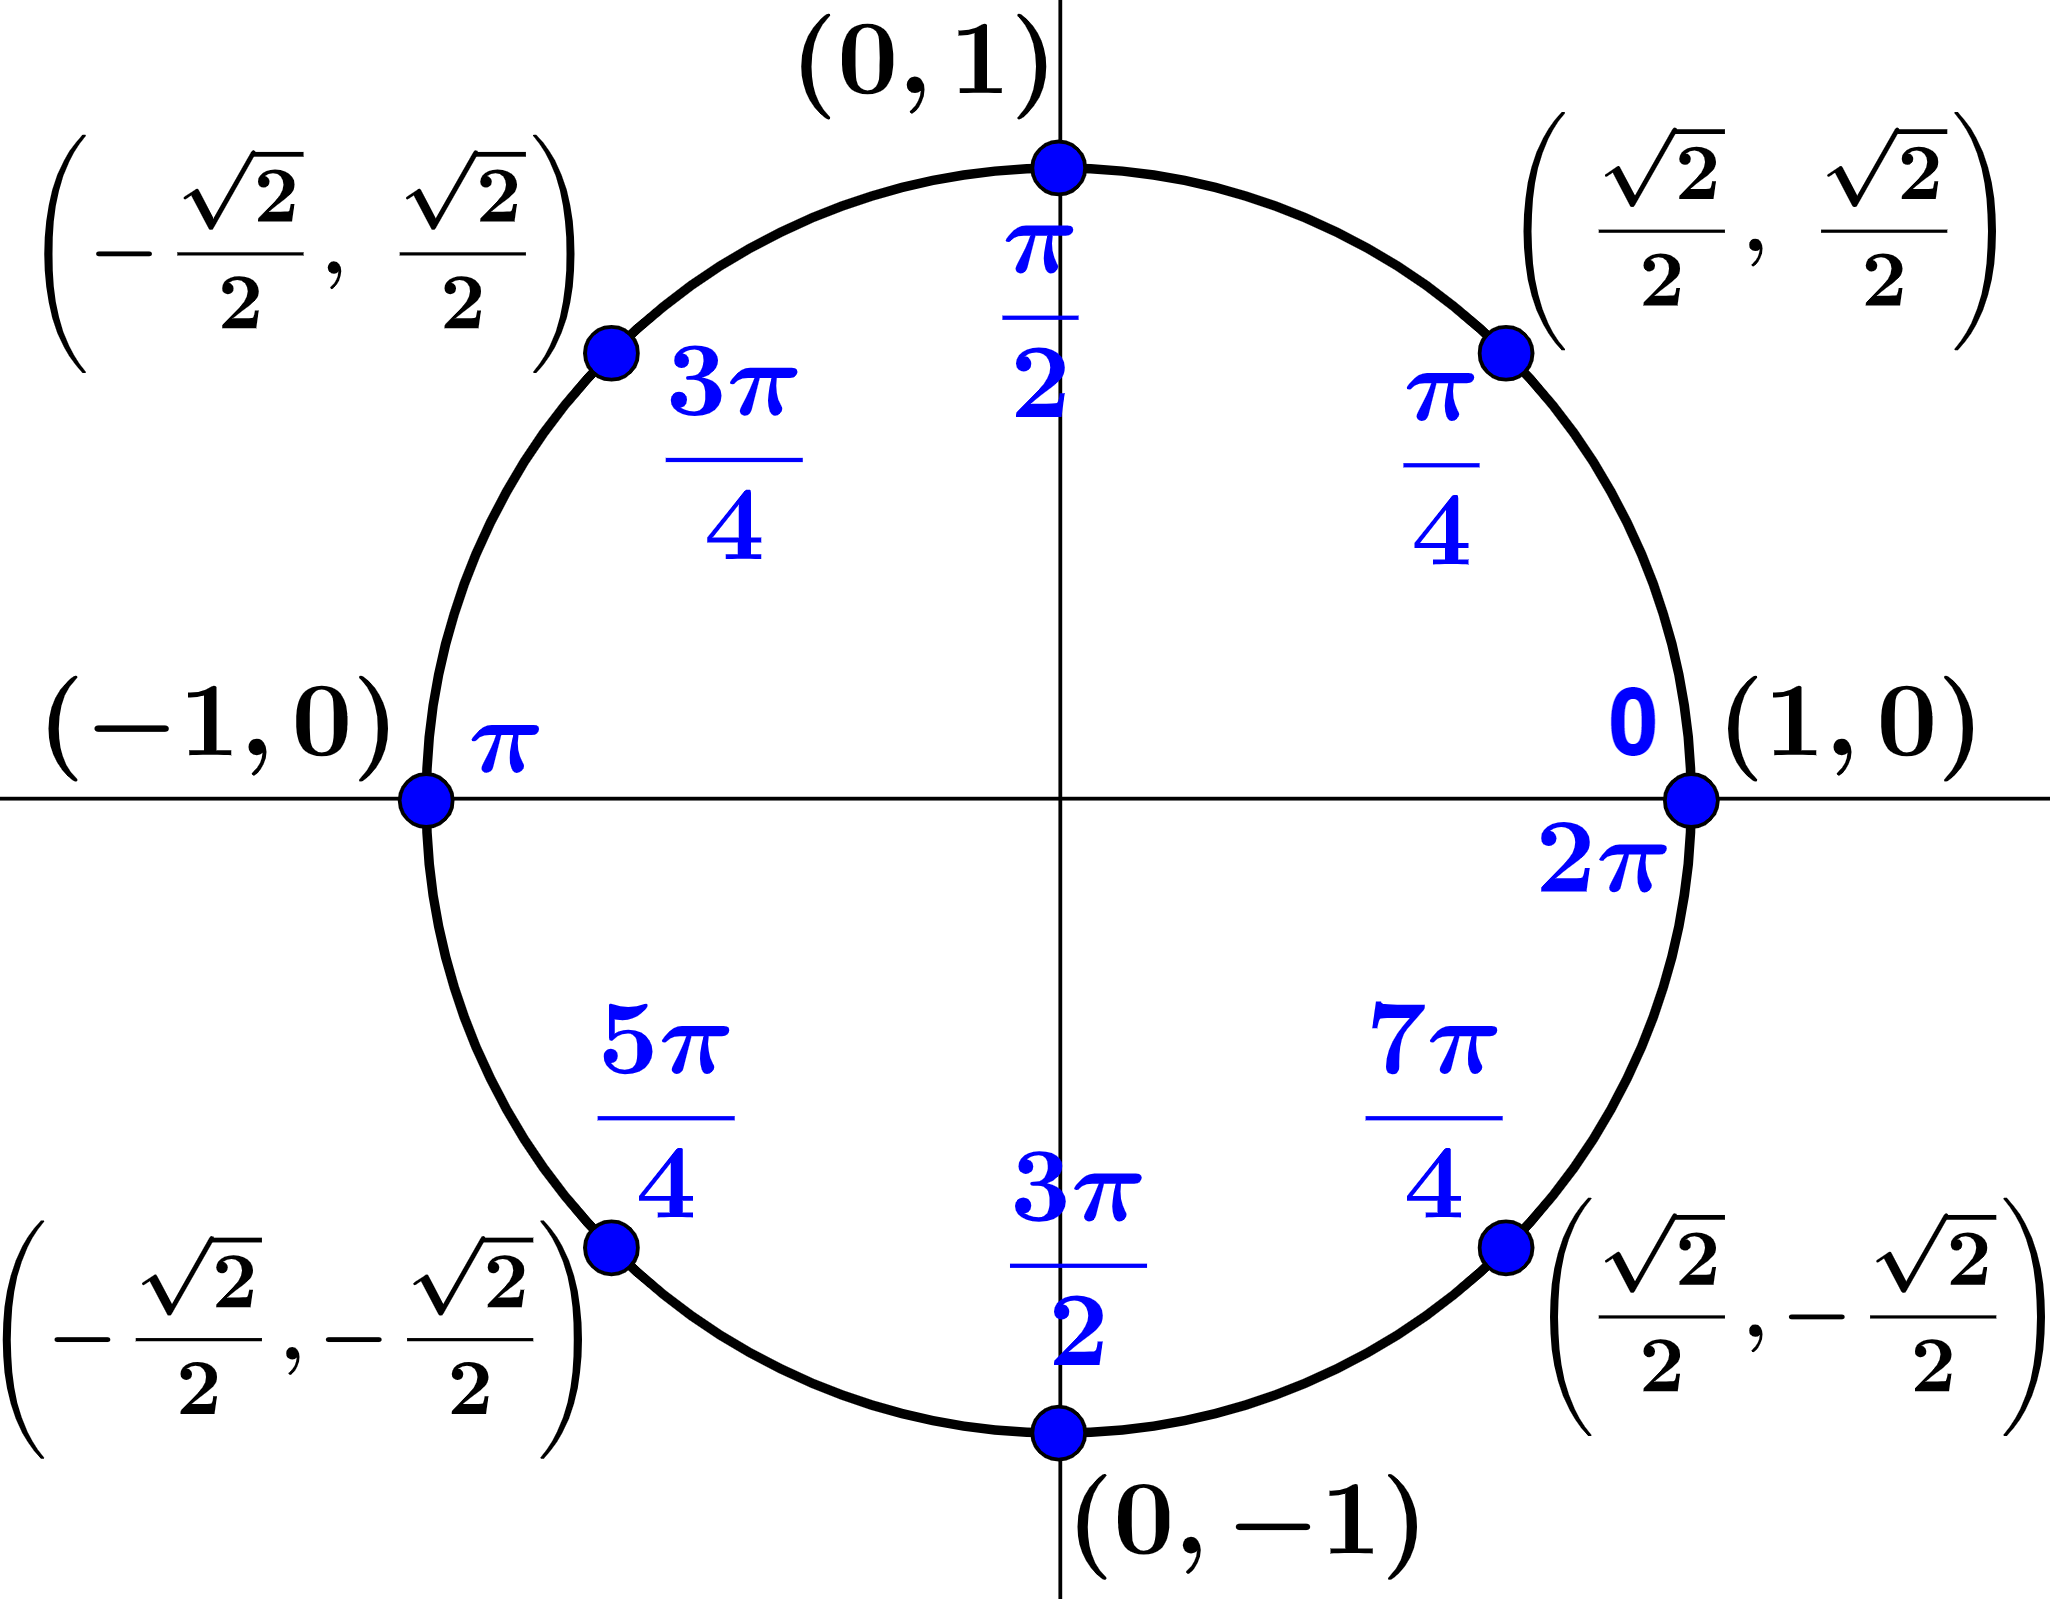 (0, 1)
(−√2/2, √2/2)
(√2/2, √2/2)
π/2
3π/4
π/4
(−1, 0)
π
0
(1, 0)
2π
5π/4
7π/4
3π/2
(−√2/2, −√2/2)
(√2/2, −√2/2)
(0, −1)